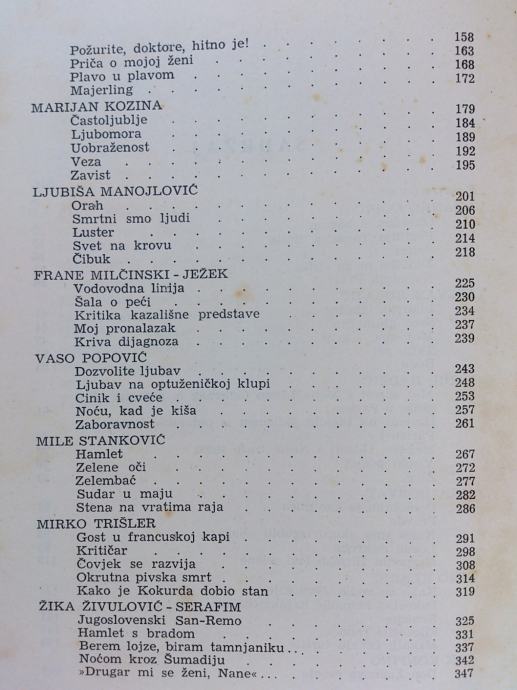 Požurite, doktore, hitno je! . . . . . . . 158
Priča o mojoj ženi . . . . . . . . 163
Plavo u plavom . . . . . . . . . 168
Majerling . . . . . . . . . . 172
MARIJAN KOZINA
Častoljublje . . . . . . . . . . 179
Ljubomora . . . . . . . . . . 184
Uobraženost . . . . . . . . . . 189
Veza . . . . . . . . . . . 192
Zavist . . . . . . . . . . . 195
LJUBIŠA MANOJLOVIĆ
Orah . . . . . . . . . . . 201
Smrtni smo ljudi . . . . . . . . . 206
Luster . . . . . . . . . . . 210
Svet na krovu . . . . . . . . . 214
Čibuk . . . . . . . . . . . 218
FRANE MILČINSKI - JEŽEK
Vodovodna linija . . . . . . . . . 225
Šala o peći . . . . . . . . . . 230
Kritika kazališne predstave . . . . . . . 234
Moj pronalazak . . . . . . . . . 237
Kriva dijagnoza . . . . . . . . . 239
VASO POPOVIĆ
Dozvolite ljubav . . . . . . . . . 243
Ljubav na optuženičkoj klupi . . . . . . 248
Cinik i cveće . . . . . . . . . 253
Noću, kad je kiša . . . . . . . . 257
Zaboravnost . . . . . . . . . . 261
MILE STANKOVIĆ
Hamlet . . . . . . . . . . . 267
Zelene oči . . . . . . . . . . 272
Zelembać . . . . . . . . . . 277
Sudar u maju . . . . . . . . . 282
Stena na vratima raja . . . . . . . 286
MIRKO TRIŠLER
Gost u francuskoj kapi . . . . . . . 291
Kritičar . . . . . . . . . . 298
Čovjek se razvija . . . . . . . . 308
Okrutna pivska smrt . . . . . . . . 314
Kako je Kokurda dobio stan . . . . . . 319
ŽIKA ŽIVULOVIĆ - SERAFIM
Jugoslovenski San-Remo . . . . . . . 325
Hamlet s bradom . . . . . . . . . 331
Berem lojze, biram tamnjaniku . . . . . . 337
Noćom kroz Šumadiju . . . . . . . 342
»Drugar mi se ženi, Nane« . . . . . . . 347